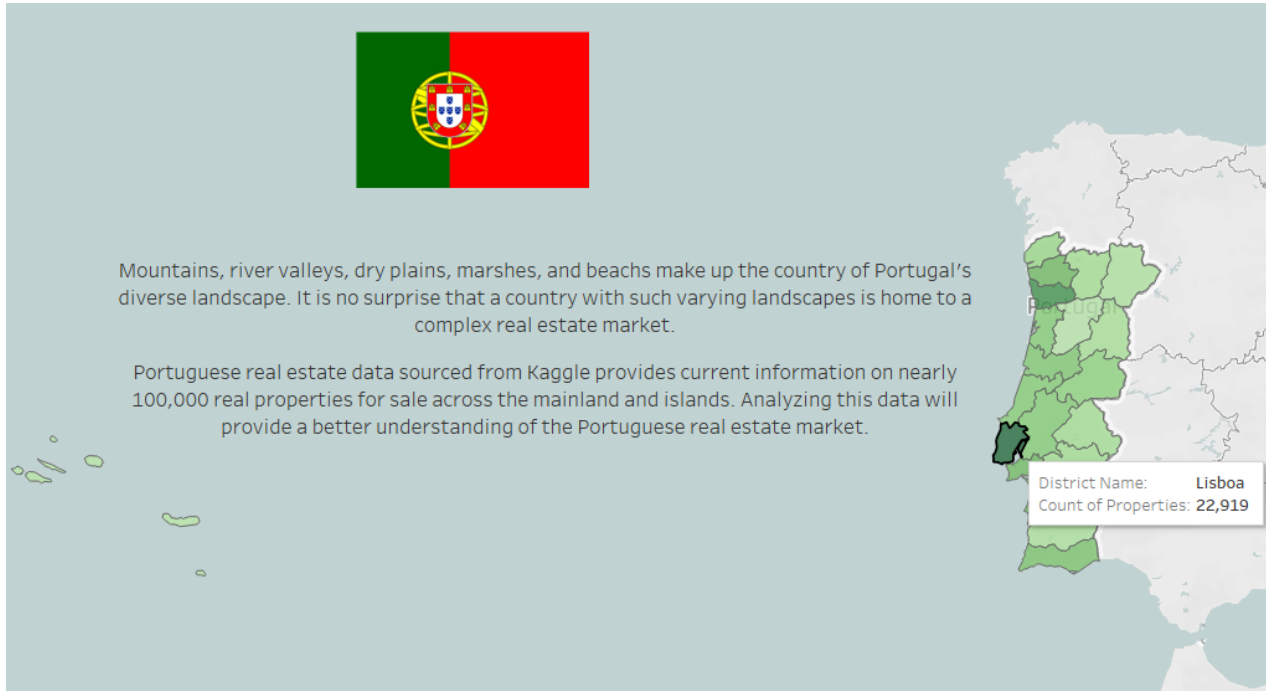 Mountains, river valleys, dry plains, marshes, and beachs make up the country of Portugal's
diverse landscape. It is no surprise that a country with such varying landscapes is home to a
complex real estate market.
Portuguese real estate data sourced from Kaggle provides current information on nearly
100,000 real properties for sale across the mainland and islands. Analyzing this data will
provide a better understanding of the Portuguese real estate market.
Portugal
District Name: Lisboa
Count of Properties: 22,919